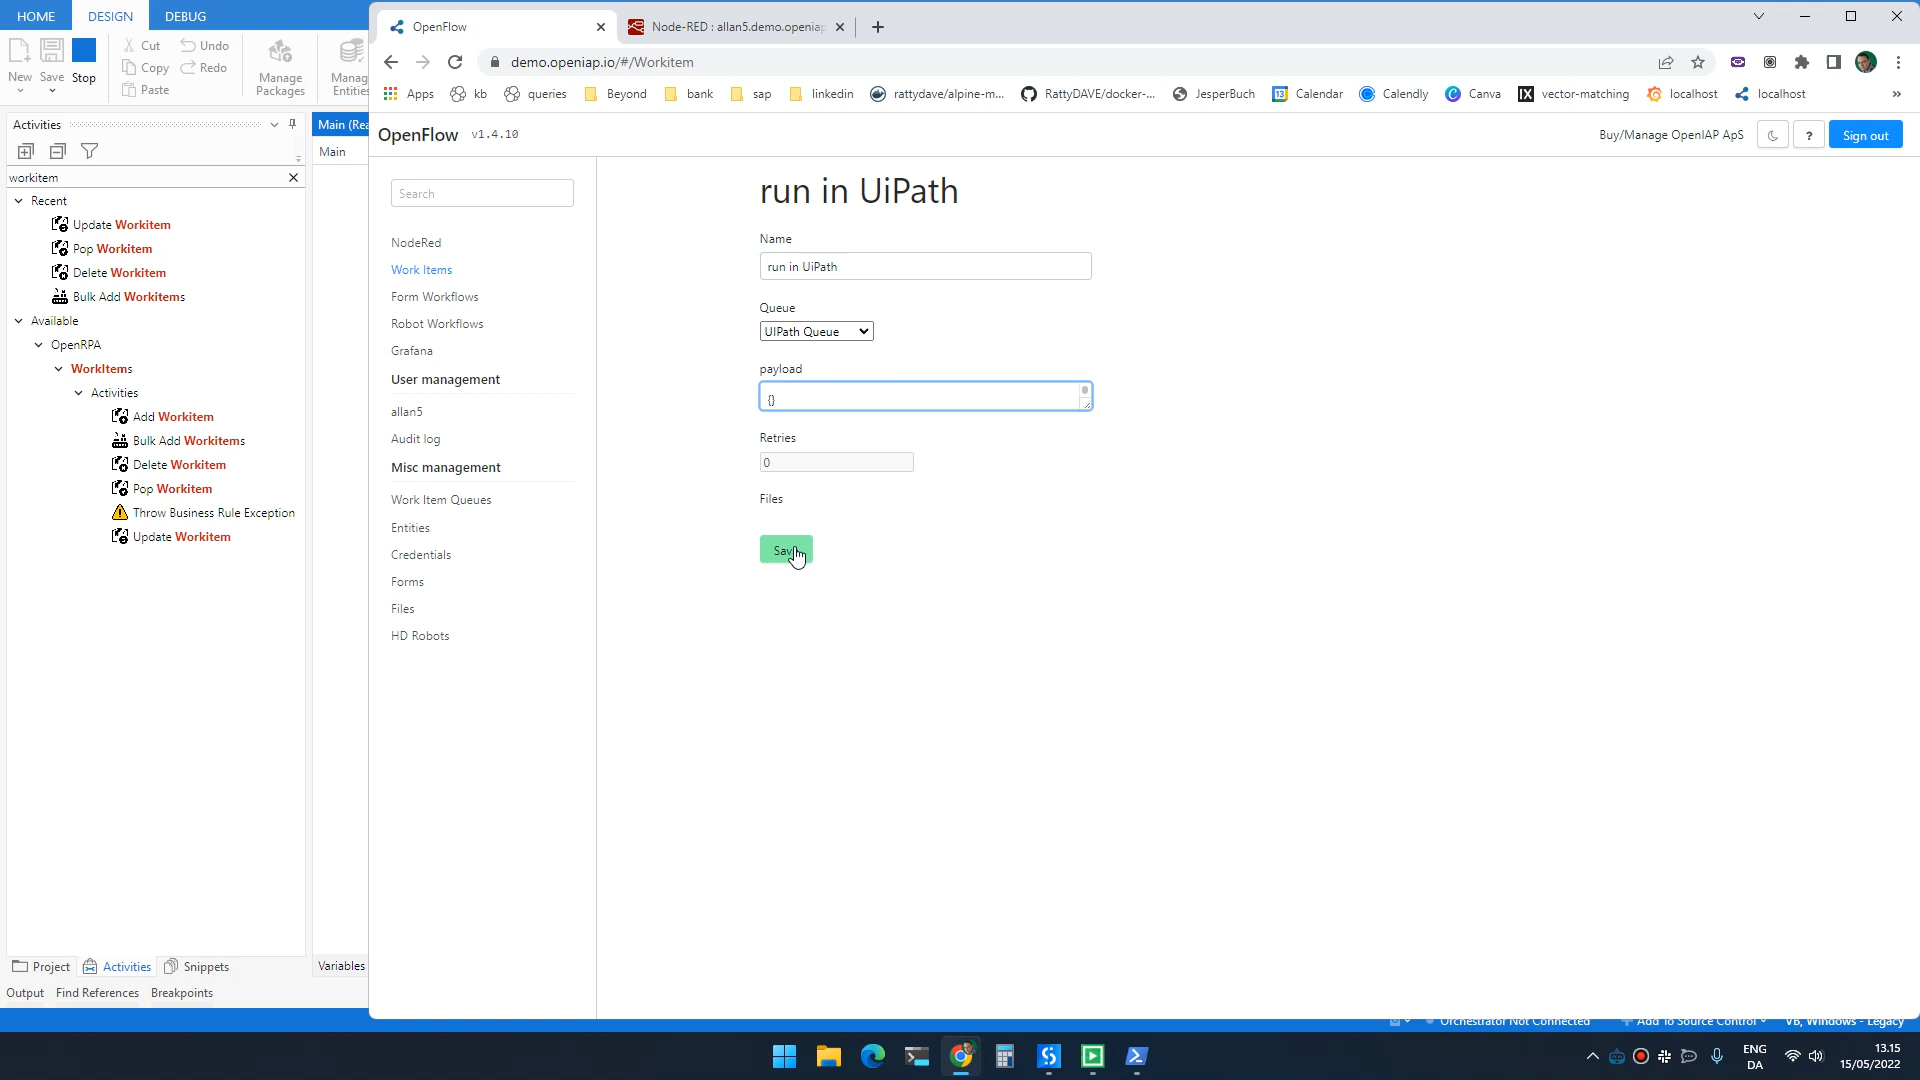 HOME
DESIGN
DEBUG
New
Save
Stop
Cut
Copy
Paste
Undo
Redo
Manage
Packages
Manag
Entities
Activities
workitem
Recent
Update Workitem
Pop Workitem
Delete Workitem
Bulk Add Workitems
Available
OpenRPA
WorkItems
Activities
Add Workitem
Bulk Add Workitems
Delete Workitem
Pop Workitem
Throw Business Rule Exception
Update Workitem
Project
Activities
Snippets
Output
Find References
Breakpoints
Main (Rea
Main
Variables
OpenFlow
Node-RED : allan5.demo.openiap
demo.openiap.io/#/Workitem
Apps
kb
queries
Beyond
bank
sap
linkedin
rattydave/alpine-m...
RattyDAVE/docker-...
JesperBuch
Calendar
Calendly
Canva
vector-matching
localhost
localhost
»
OpenFlow v1.4.10
Buy/Manage OpenIAP ApS
?
Sign out
Search
NodeRed
Work Items
Form Workflows
Robot Workflows
Grafana
User management
allan5
Audit log
Misc management
Work Item Queues
Entities
Credentials
Forms
Files
HD Robots
run in UiPath
Name
run in UiPath
Queue
UIPath Queue
payload
{}
Retries
0
Files
Save
Orchestrator Not Connected
Add To Source Control
VB, Windows - Legacy
ENG
DA
13.15
15/05/2022